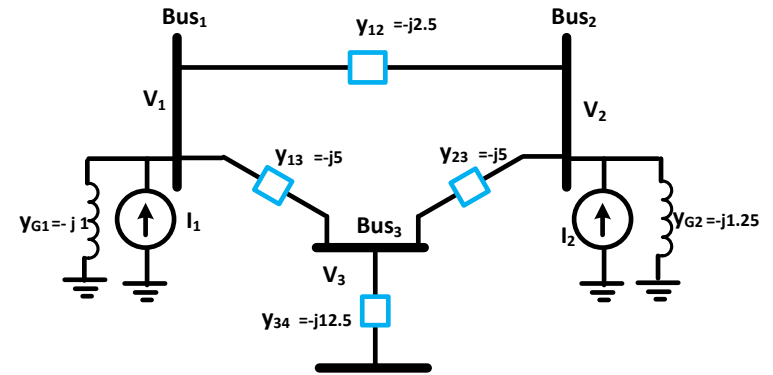 Bus₁
Bus₂
y₁₂ =-j2.5
V₁
V₂
y₁₃ =-j5
y₂₃ =-j5
yG1=- j 1
I₁
Bus₃
I₂
yG2=-j1.25
V₃
y₃₄ =-j12.5